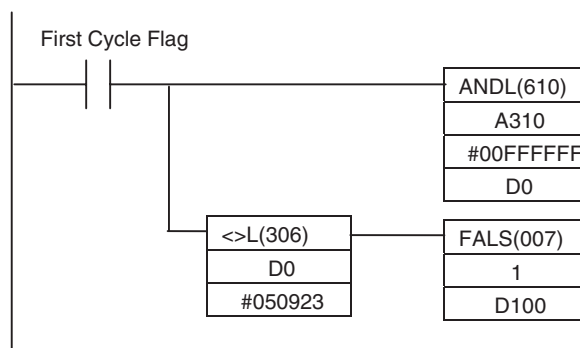 First Cycle Flag
ANDL(610)
A310
#00FFFFFF
D0
<>L(306)
D0
#050923
FALS(007)
1
D100